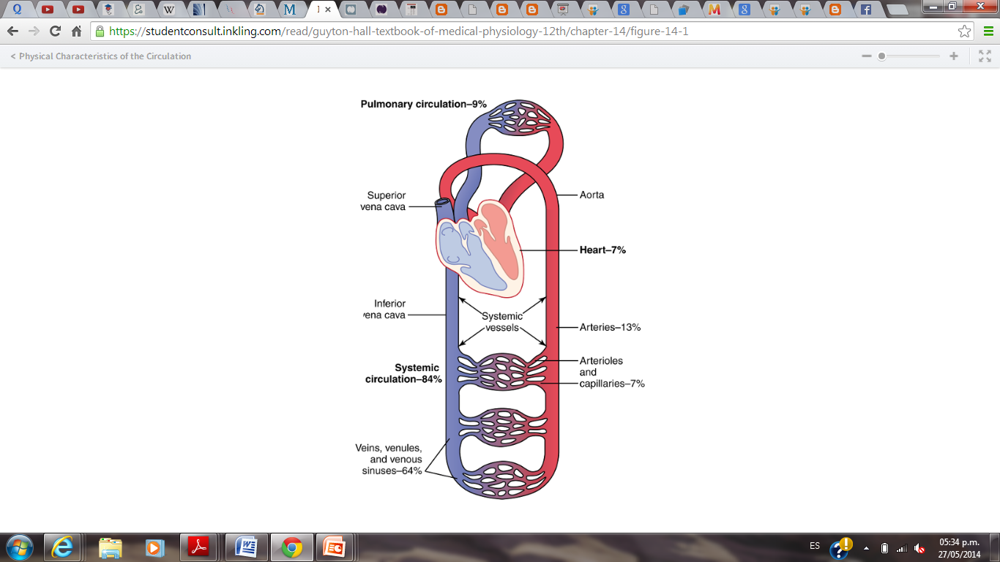 https://studentconsult.inkling.com/read/guyton-hall-textbook-of-medical-physiology-12th/chapter-14/figure-14-1
< Physical Characteristics of the Circulation
Pulmonary circulation–9%
Superior
vena cava
Aorta
Heart–7%
Inferior
vena cava
Systemic
vessels
Arteries–13%
Systemic
circulation–84%
Arterioles
and
capillaries–7%
Veins, venules,
and venous
sinuses–64%
ES
05:34 p.m.
27/05/2014